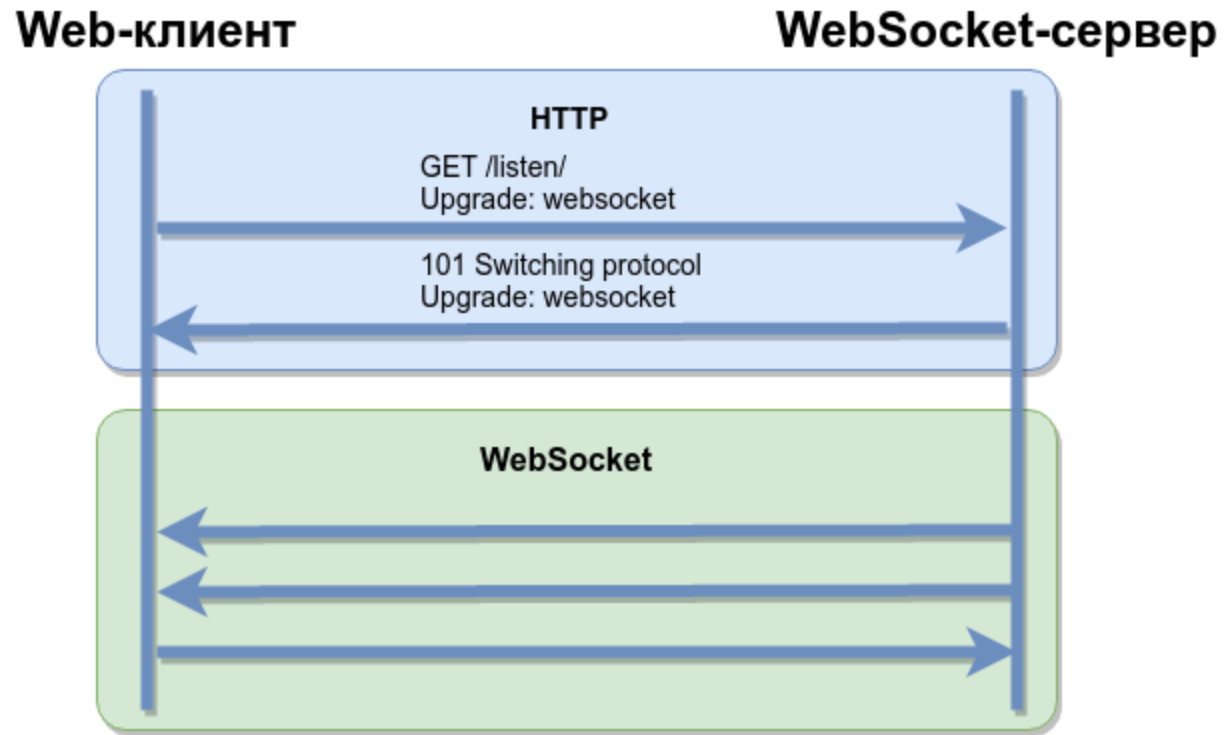 Web-клиент
WebSocket-сервер
HTTP
GET /listen/
Upgrade: websocket
101 Switching protocol
Upgrade: websocket
WebSocket